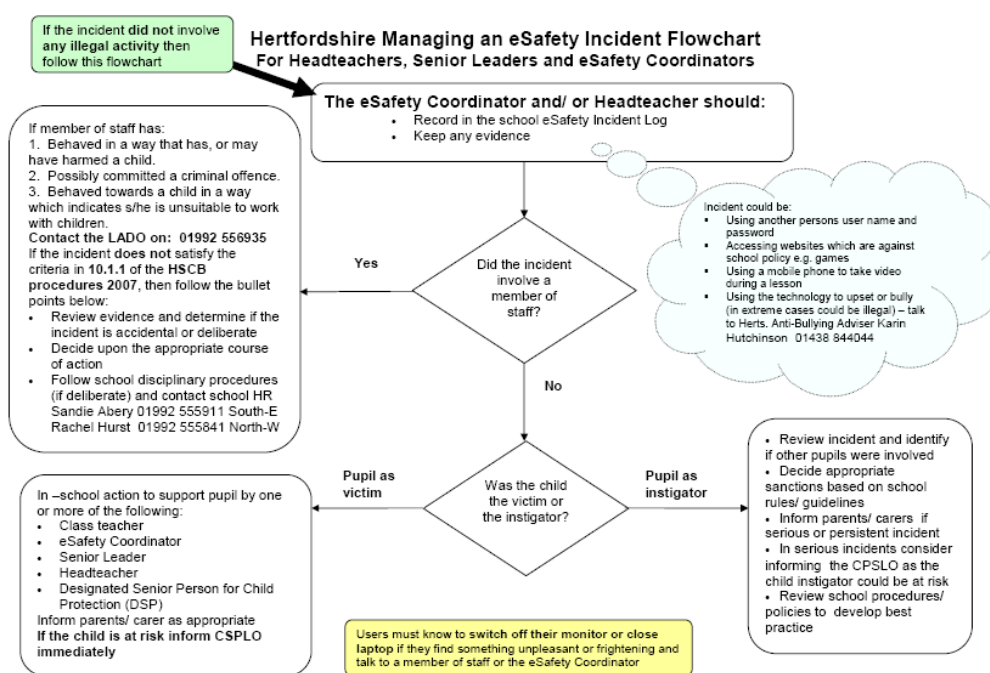 If the incident did not involve
any illegal activity then
follow this flowchart
Hertfordshire Managing an eSafety Incident Flowchart
For Headteachers, Senior Leaders and eSafety Coordinators
The eSafety Coordinator and/ or Headteacher should:
• Record in the school eSafety Incident Log
• Keep any evidence
If member of staff has:
1. Behaved in a way that has, or may
have harmed a child.
2. Possibly committed a criminal offence.
3. Behaved towards a child in a way
which indicates s/he is unsuitable to work
with children.
Contact the LADO on: 01992 556935
If the incident does not satisfy the
criteria in 10.1.1 of the HSCB
procedures 2007, then follow the bullet
points below:
• Review evidence and determine if the
incident is accidental or deliberate
• Decide upon the appropriate course
of action
• Follow school disciplinary procedures
(if deliberate) and contact school HR
Sandie Abery 01992 555911 South-E
Rachel Hurst 01992 555841 North-W
Yes
Did the incident
involve a
member of
staff?
Incident could be:
▪ Using another persons user name and
password
▪ Accessing websites which are against
school policy e.g. games
▪ Using a mobile phone to take video
during a lesson
▪ Using the technology to upset or bully
(in extreme cases could be illegal) – talk
to Herts. Anti-Bullying Adviser Karin
Hutchinson 01438 844044
No
Pupil as
victim
Was the child
the victim or
the instigator?
Pupil as
instigator
In –school action to support pupil by one
or more of the following:
• Class teacher
• eSafety Coordinator
• Senior Leader
• Headteacher
• Designated Senior Person for Child
Protection (DSP)
Inform parents/ carer as appropriate
If the child is at risk inform CSPLO
immediately
• Review incident and identify
if other pupils were involved
• Decide appropriate
sanctions based on school
rules/ guidelines
• Inform parents/ carers if
serious or persistent incident
• In serious incidents consider
informing the CPSLO as the
child instigator could be at risk
• Review school procedures/
policies to develop best
practice
Users must know to switch off their monitor or close
laptop if they find something unpleasant or frightening and
talk to a member of staff or the eSafety Coordinator